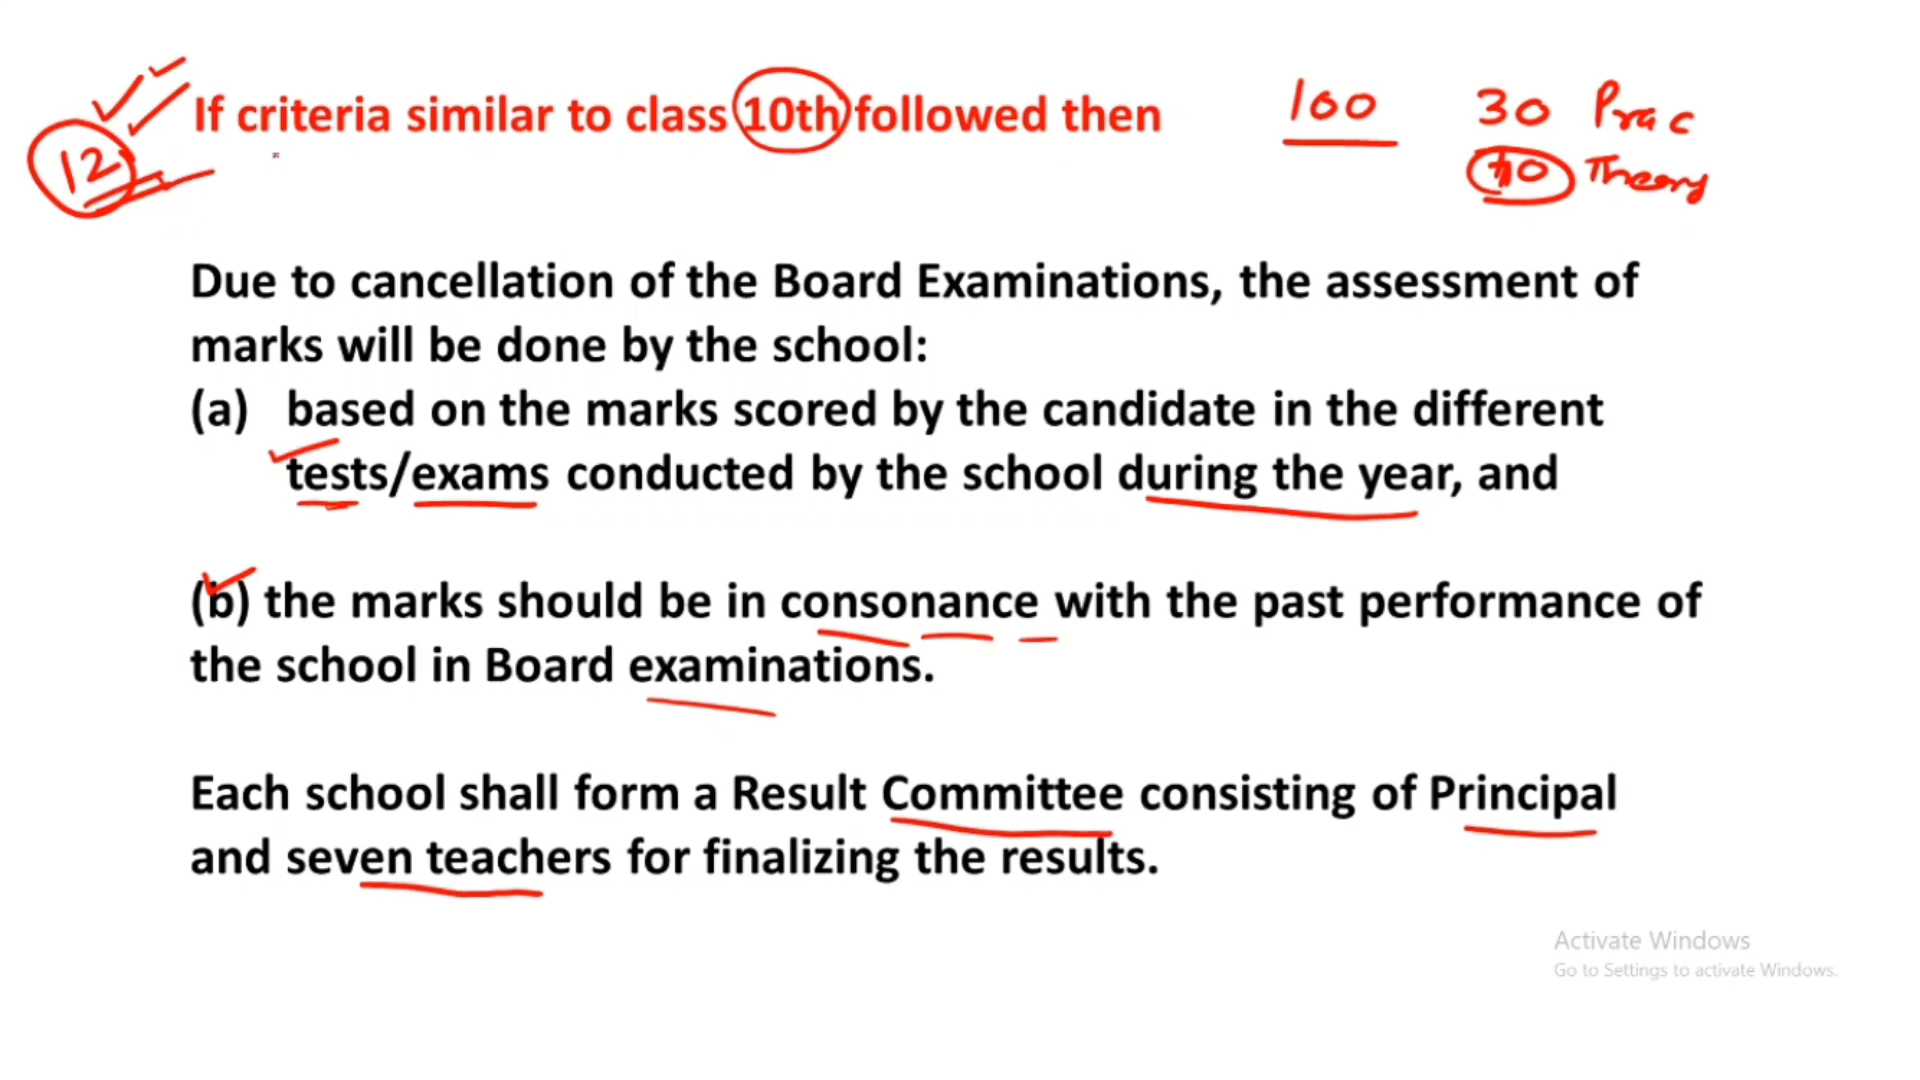 If criteria similar to class 10th followed then
100
30 Prac
70 Theory
12
Due to cancellation of the Board Examinations, the assessment of
marks will be done by the school:
(a) based on the marks scored by the candidate in the different
tests/exams conducted by the school during the year, and
(b) the marks should be in consonance with the past performance of
the school in Board examinations.
Each school shall form a Result Committee consisting of Principal
and seven teachers for finalizing the results.
Activate Windows
Go to Settings to activate Windows.